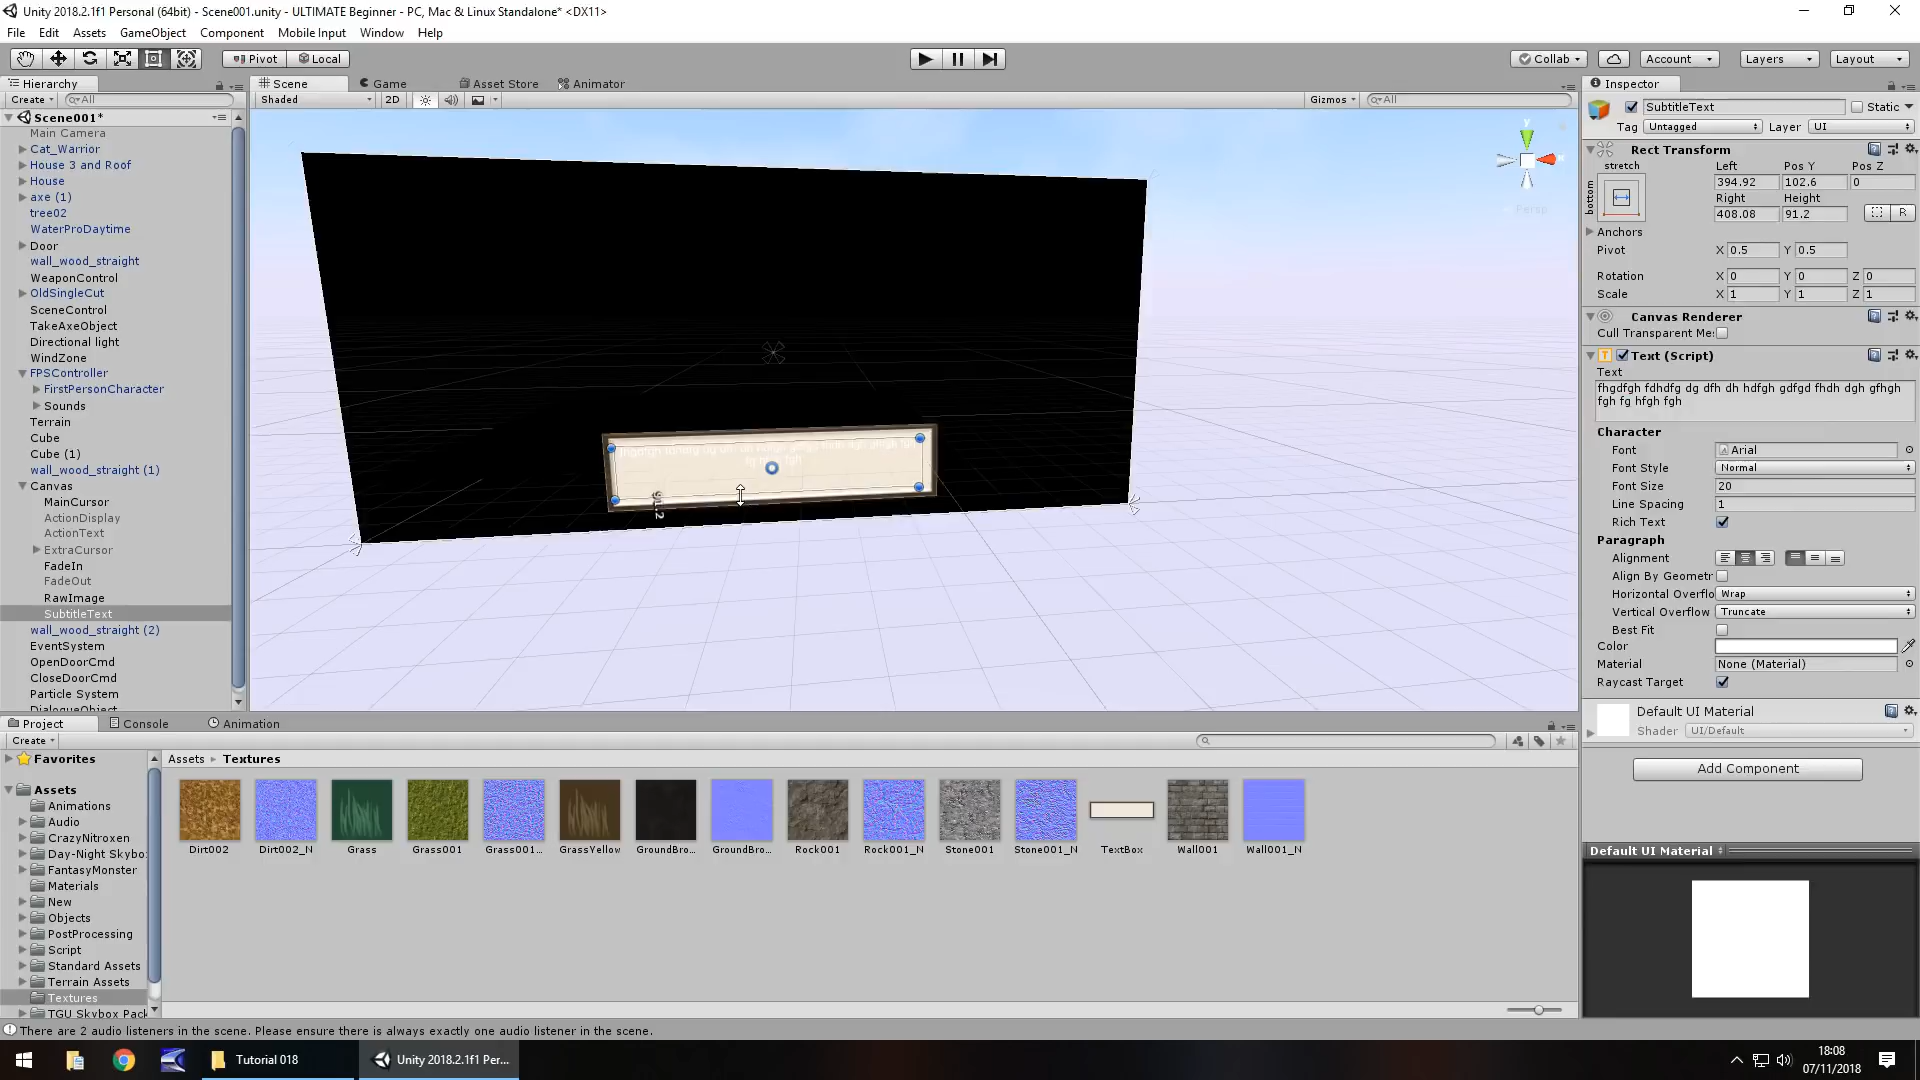 Unity 2018.2.1f1 Personal (64bit) - Scene001.unity - ULTIMATE Beginner - PC, Mac & Linux Standalone* <DX11>
File Edit Assets GameObject Component Mobile Input Window Help
Pivot Local Collab Account Layers Layout
Hierarchy
Create All
Scene001*
Main Camera
Cat_Warrior
House 3 and Roof
House
axe (1)
tree02
WaterProDaytime
Door
wall_wood_straight
WeaponControl
OldSingleCut
SceneControl
TakeAxeObject
Directional light
WindZone
FPSController
FirstPersonCharacter
Sounds
Terrain
Cube
Cube (1)
wall_wood_straight (1)
Canvas
MainCursor
ActionDisplay
ActionText
ExtraCursor
FadeIn
FadeOut
RawImage
SubtitleText
wall_wood_straight (2)
EventSystem
OpenDoorCmd
CloseDoorCmd
Particle System
DialogueObject
Scene Game Asset Store Animator
Shaded 2D Gizmos All
y
Persp
91.2
Inspector
SubtitleText Static
Tag Untagged Layer UI
Rect Transform
stretch Left Pos Y Pos Z
bottom
394.92 102.6 0
Right Height
408.08 91.2 R
Anchors
Pivot X 0.5 Y 0.5
Rotation X 0 Y 0 Z 0
Scale X 1 Y 1 Z 1
Canvas Renderer
Cull Transparent Me:
Text (Script)
Text
fhgdfgh fdhdfg dg dfh dh hdfgh gdfgd fhdh dgh gfhgh
fgh fg hfgh fgh
Character
Font Arial
Font Style Normal
Font Size 20
Line Spacing 1
Rich Text
Paragraph
Alignment
Align By Geometr
Horizontal Overflo Wrap
Vertical Overflow Truncate
Best Fit
Color
Material None (Material)
Raycast Target
Default UI Material
Shader UI/Default
Add Component
Default UI Material
Project Console Animation
Create
Favorites
Assets
Animations
Audio
CrazyNitroxen
Day-Night Skybo:
FantasyMonster
Materials
New
Objects
PostProcessing
Script
Standard Assets
Terrain Assets
Textures
TGU Skybox Pack
Assets Textures
Dirt002 Dirt002_N Grass Grass001 Grass001... GrassYellow GroundBro... GroundBro... Rock001 Rock001_N Stone001 Stone001_N TextBox Wall001 Wall001_N
There are 2 audio listeners in the scene. Please ensure there is always exactly one audio listener in the scene.
Tutorial 018 Unity 2018.2.1f1 Per...
18:08
07/11/2018